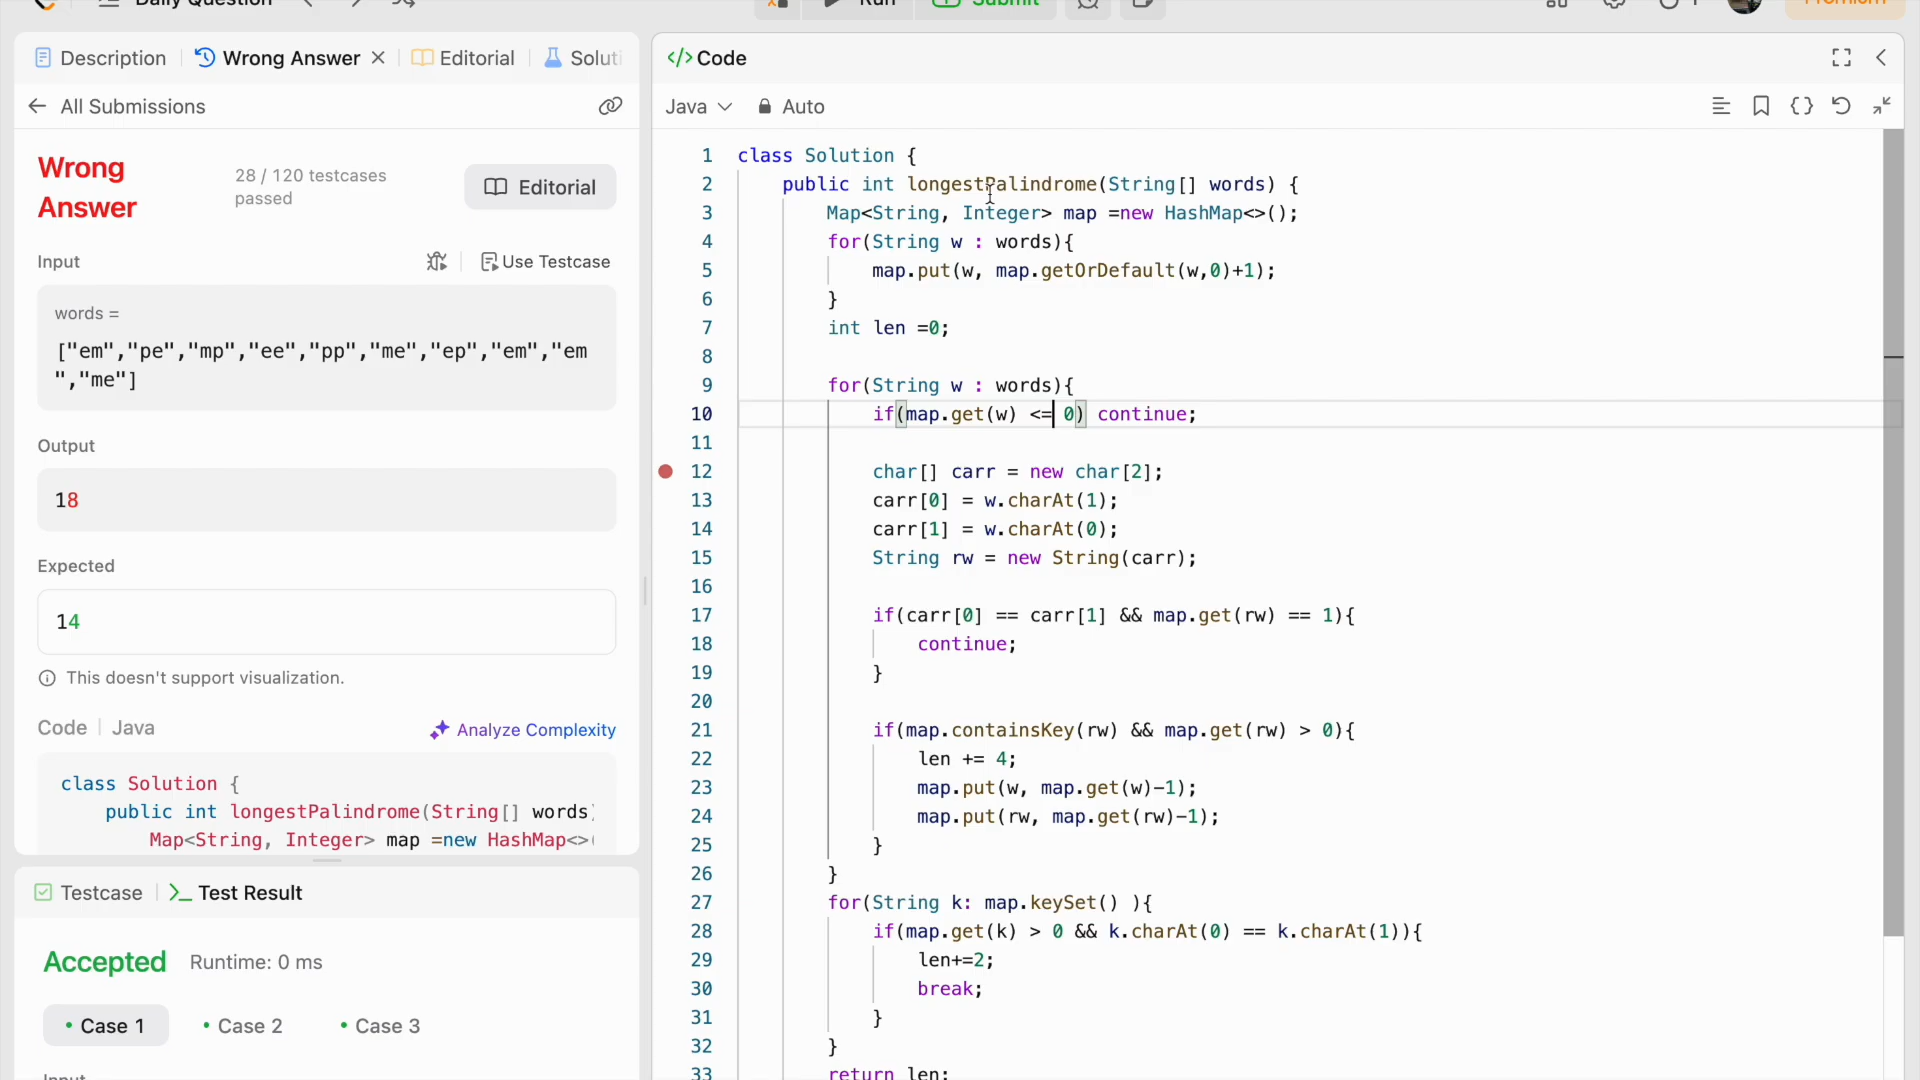 Daily Question
Run
Submit
Premium
Description
Wrong Answer
Editorial
Soluti
All Submissions
Wrong Answer
28 / 120 testcases passed
Editorial
Input
Use Testcase
words =
["em","pe","mp","ee","pp","me","ep","em","em
","me"]
Output
18
Expected
14
This doesn't support visualization.
Code | Java
Analyze Complexity
class Solution {
public int longestPalindrome(String[] words)
Map<String, Integer> map =new HashMap<>(
Testcase
Test Result
Accepted
Runtime: 0 ms
Case 1
Case 2
Case 3
Input
</> Code
Java
Auto
1 class Solution {
2 public int longestPalindrome(String[] words) {
3 Map<String, Integer> map =new HashMap<>();
4 for(String w : words){
5 map.put(w, map.getOrDefault(w,0)+1);
6 }
7 int len =0;
8
9 for(String w : words){
10 if(map.get(w) <= 0) continue;
11
12 char[] carr = new char[2];
13 carr[0] = w.charAt(1);
14 carr[1] = w.charAt(0);
15 String rw = new String(carr);
16
17 if(carr[0] == carr[1] && map.get(rw) == 1){
18 continue;
19 }
20
21 if(map.containsKey(rw) && map.get(rw) > 0){
22 len += 4;
23 map.put(w, map.get(w)-1);
24 map.put(rw, map.get(rw)-1);
25 }
26 }
27 for(String k: map.keySet() ){
28 if(map.get(k) > 0 && k.charAt(0) == k.charAt(1)){
29 len+=2;
30 break;
31 }
32 }
33 return len;